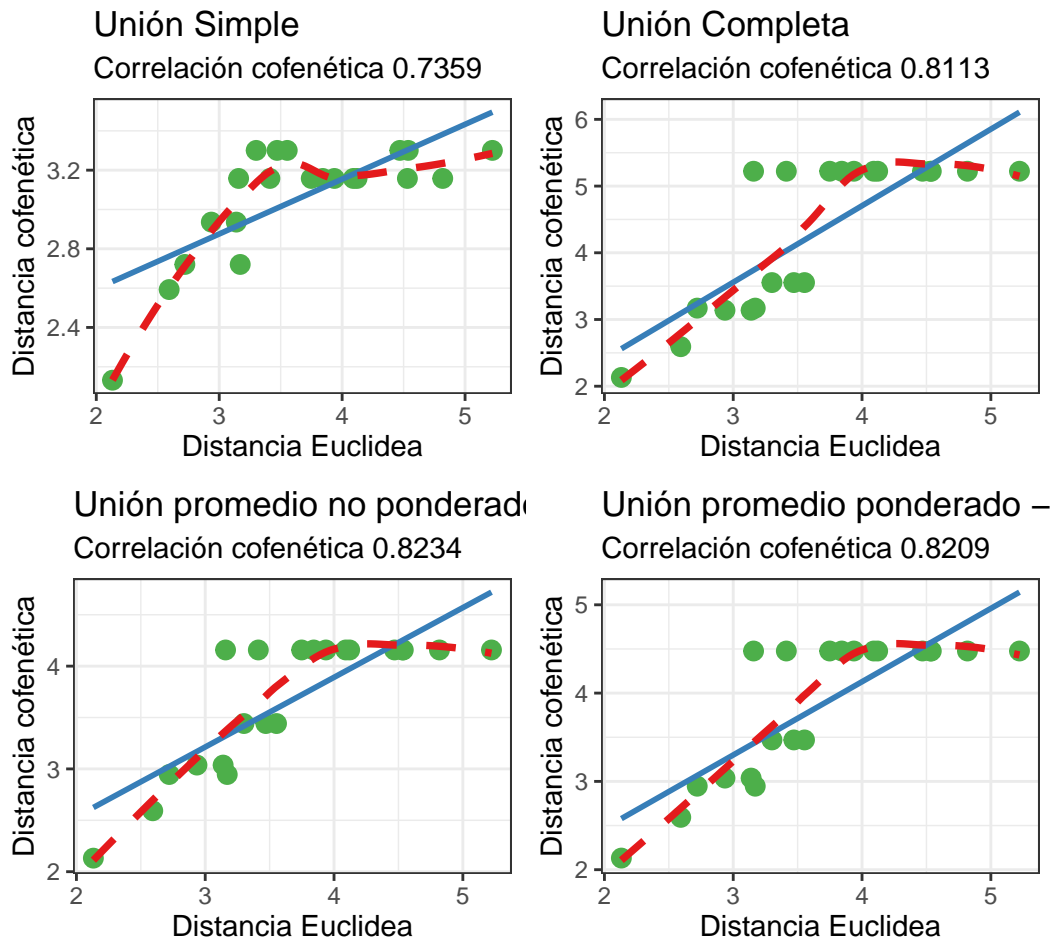 Unión Simple
Correlación cofenética 0.7359
Distancia cofenética
3.2
2.8
2.4
2 3 4 5
Distancia Euclidea
Unión Completa
Correlación cofenética 0.8113
Distancia cofenética
6
5
4
3
2
2 3 4 5
Distancia Euclidea
Unión promedio no ponderado
Correlación cofenética 0.8234
Distancia cofenética
4
3
2
2 3 4 5
Distancia Euclidea
Unión promedio ponderado –
Correlación cofenética 0.8209
Distancia cofenética
5
4
3
2
2 3 4 5
Distancia Euclidea